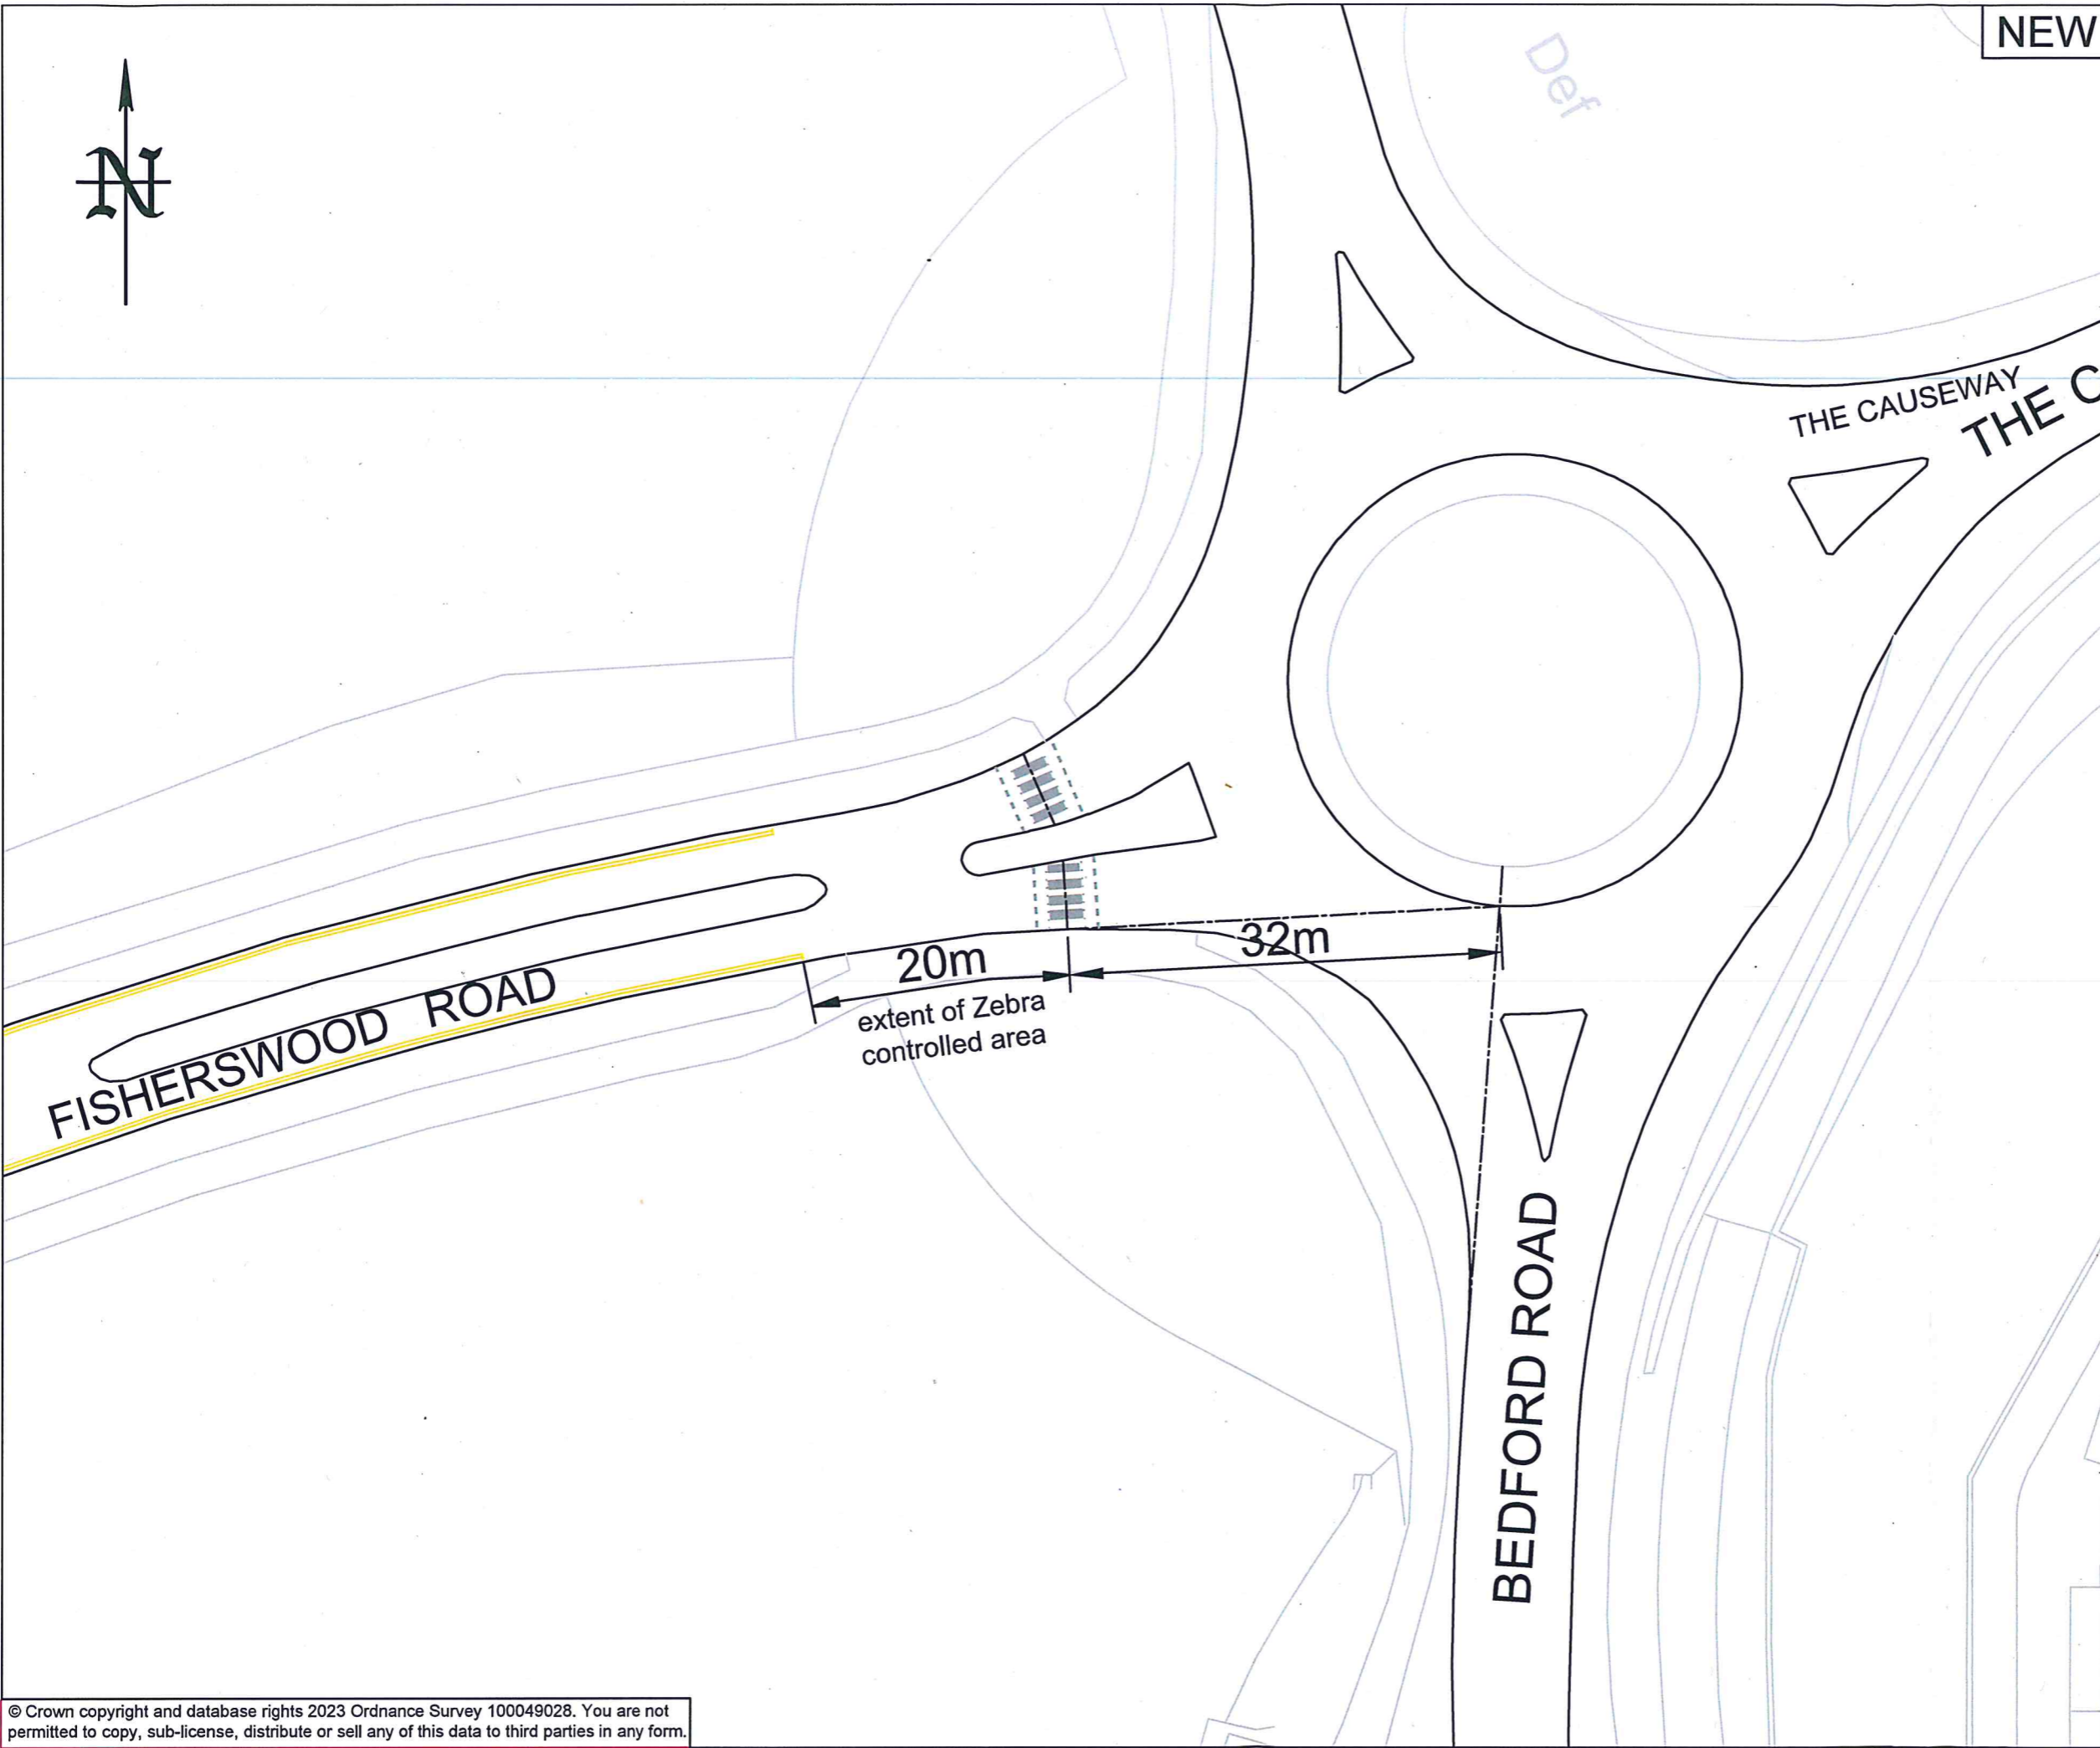 NEW
Def
N
THE CAUSEWAY
THE C
32m
20m
extent of Zebra
controlled area
FISHERSWOOD ROAD
BEDFORD ROAD
© Crown copyright and database rights 2023 Ordnance Survey 100049028. You are not
permitted to copy, sub-license, distribute or sell any of this data to third parties in any form.